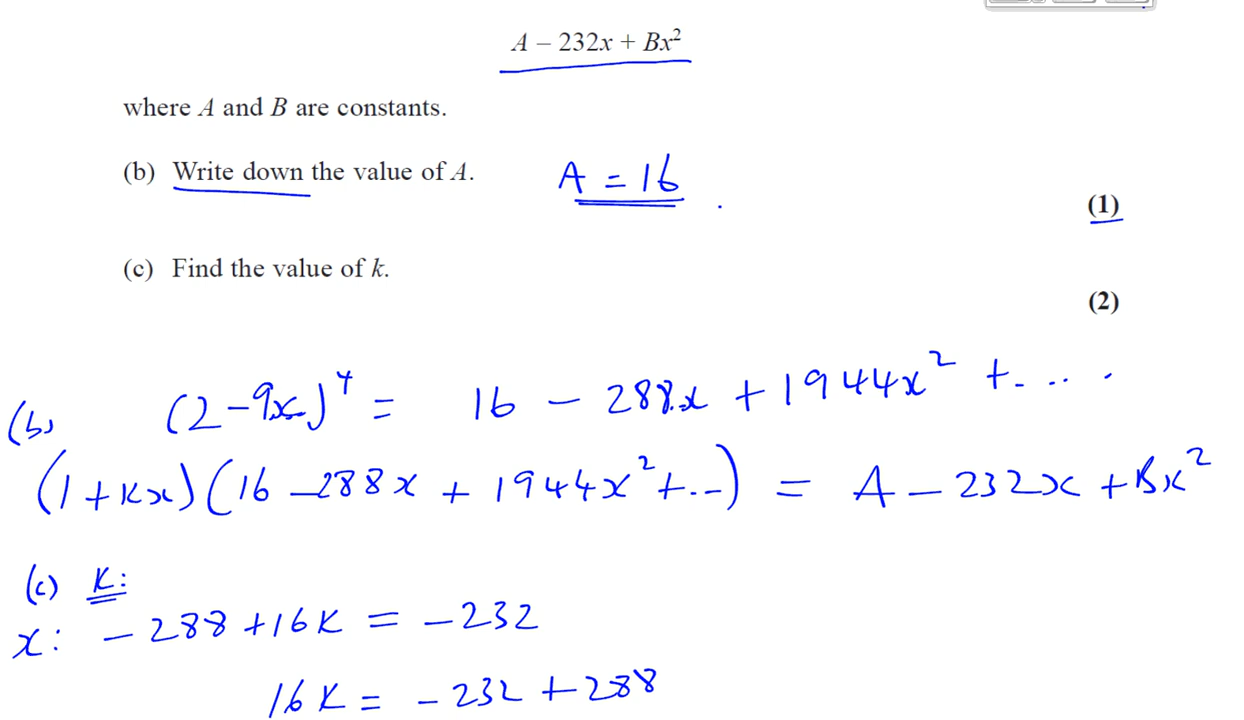 A − 232x + Bx²
where A and B are constants.
(b) Write down the value of A. A = 16
(1)
(c) Find the value of k.
(2)
(b) (2 − 9x)⁴ = 16 − 288x + 1944x² + ....
(1 + kx)(16 − 288x + 1944x² + ...) = A − 232x + Bx²
(c) k:
x: − 288 + 16k = − 232
16k = − 232 + 288